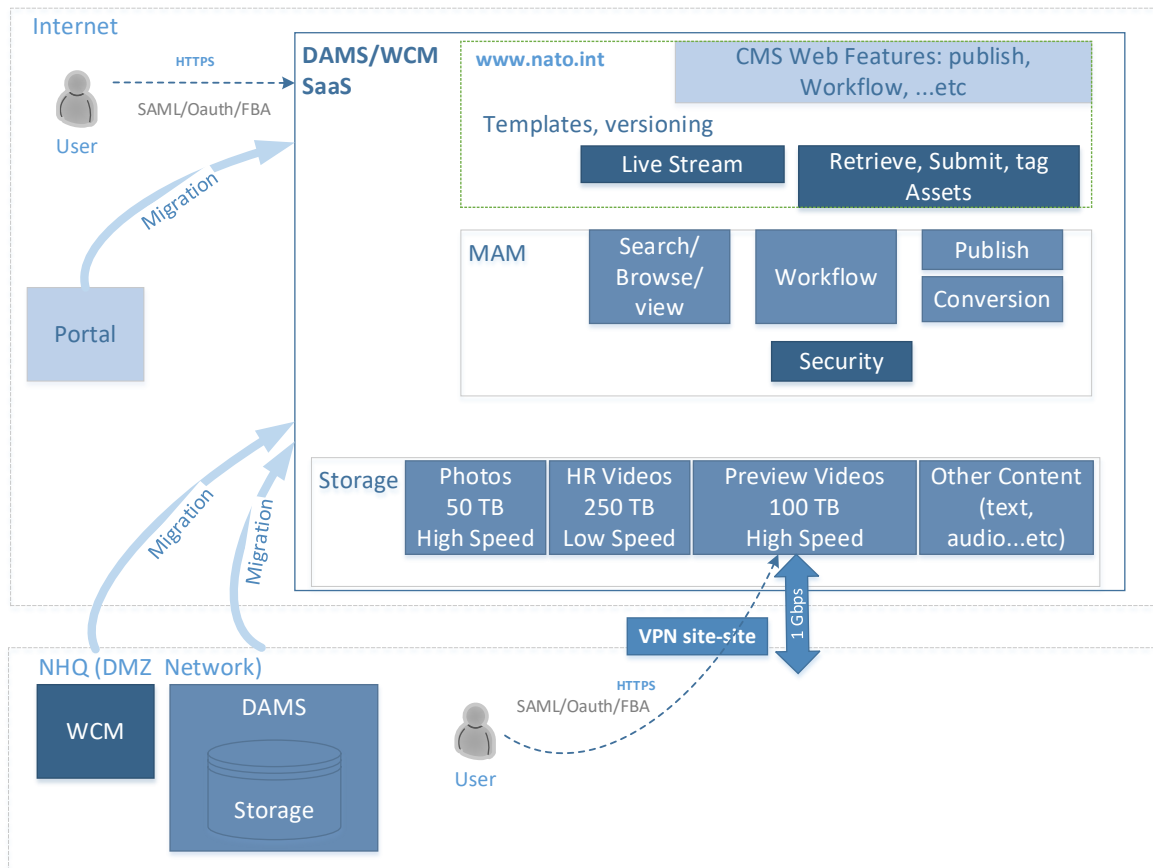 Internet
HTTPS
SAML/Oauth/FBA
User
Migration
Portal
DAMS/WCM
SaaS
www.nato.int
CMS Web Features: publish,
Workflow, ...etc
Templates, versioning
Live Stream
Retrieve, Submit, tag
Assets
MAM
Search/
Browse/
view
Workflow
Publish
Conversion
Security
Storage
Photos
50 TB
High Speed
HR Videos
250 TB
Low Speed
Preview Videos
100 TB
High Speed
Other Content
(text,
audio...etc)
Migration
Migration
1 Gbps
VPN site-site
NHQ (DMZ Network)
WCM
DAMS
Storage
HTTPS
SAML/Oauth/FBA
User